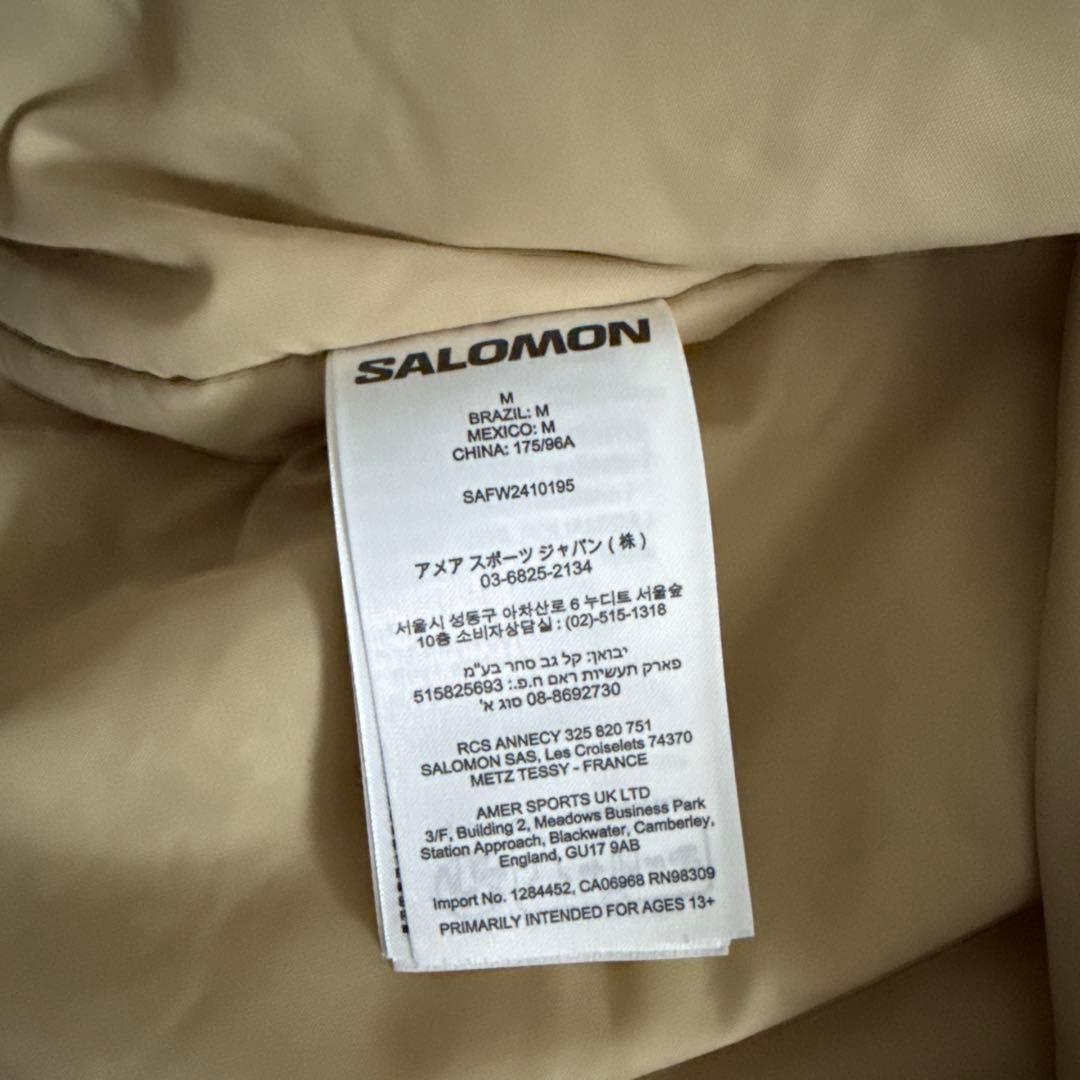 SALOMON
M
BRAZIL: M
MEXICO: M
CHINA: 175/96A
SAFW2410195
アメア スポーツ ジャパン ( 株 )
03-6825-2134
서울시 성동구 아차산로 6 누디트 서울숲
10층 소비자상담실 : (02)-515-1318
יבואן: קל גב סחר בע"מ
פארק תעשיות ראם ח.פ.: 515825693
08-8692730 סוג א'
RCS ANNECY 325 820 751
SALOMON SAS, Les Croiselets 74370
METZ TESSY - FRANCE
AMER SPORTS UK LTD
3/F, Building 2, Meadows Business Park
Station Approach, Blackwater, Camberley,
England, GU17 9AB
Import No. 1284452, CA06968 RN98309
PRIMARILY INTENDED FOR AGES 13+